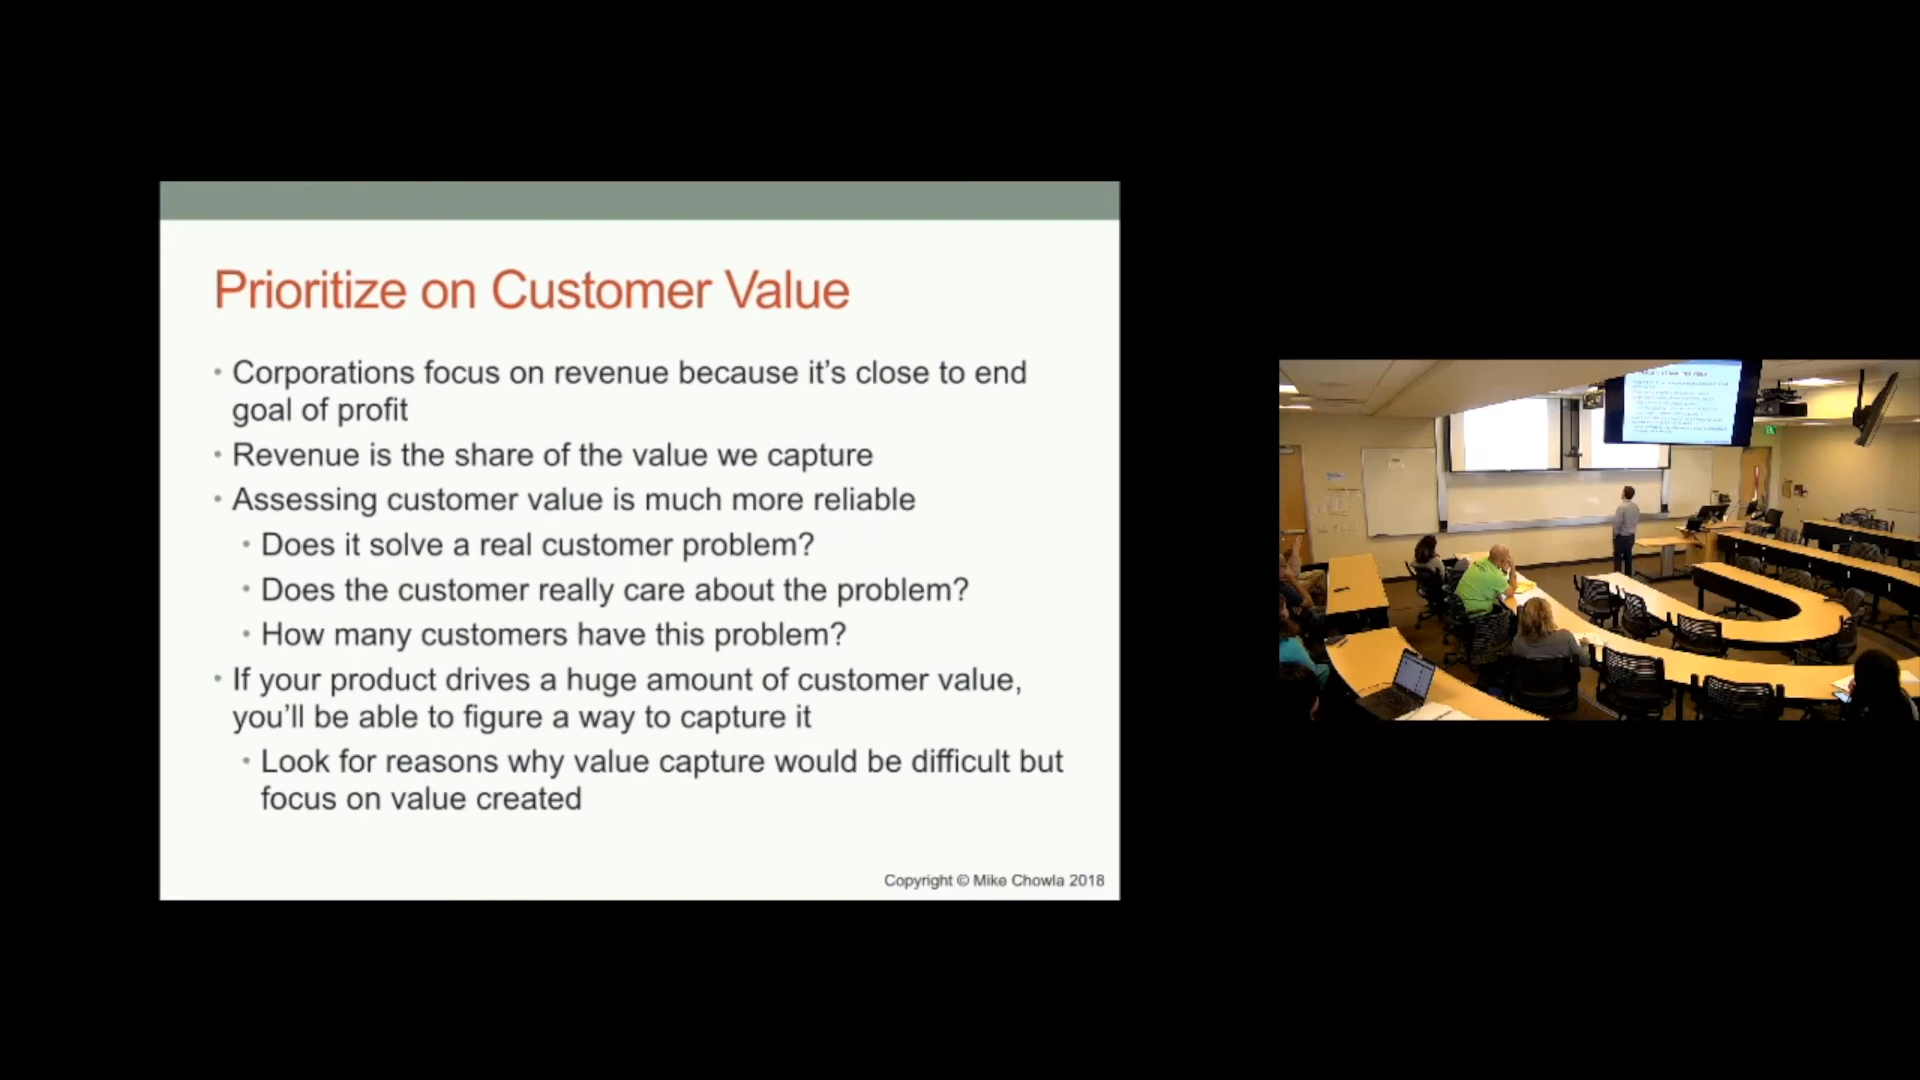 Prioritize on Customer Value
• Corporations focus on revenue because it's close to end
goal of profit
• Revenue is the share of the value we capture
• Assessing customer value is much more reliable
• Does it solve a real customer problem?
• Does the customer really care about the problem?
• How many customers have this problem?
• If your product drives a huge amount of customer value,
you'll be able to figure a way to capture it
• Look for reasons why value capture would be difficult but
focus on value created
Copyright © Mike Chowla 2018